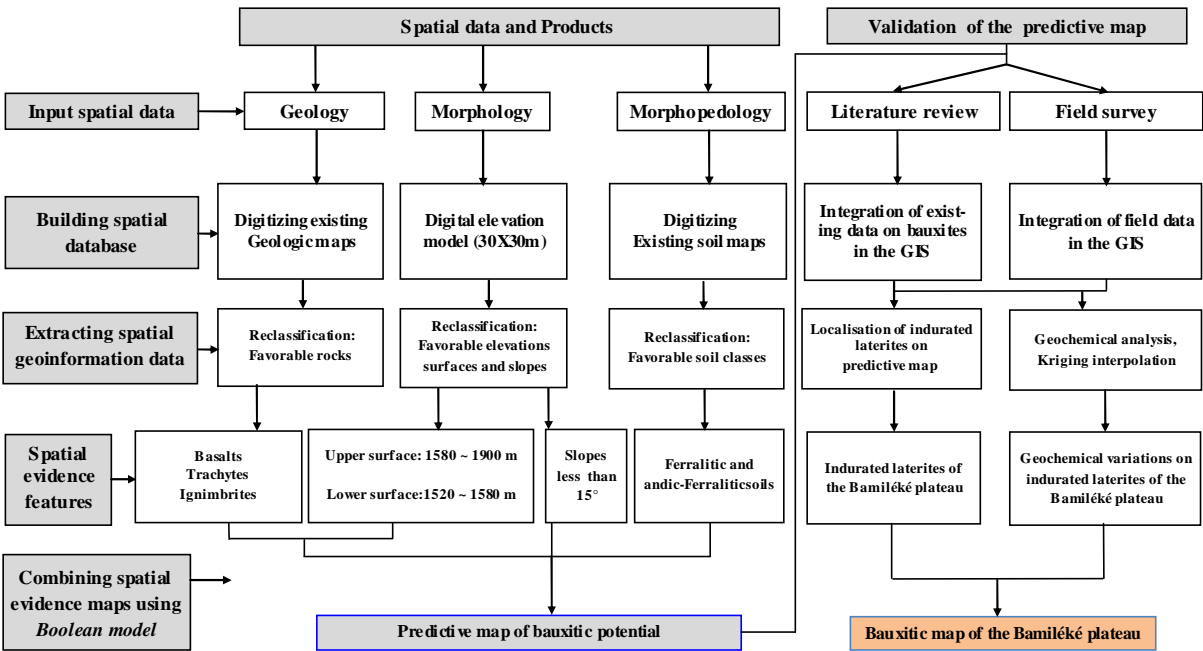 Spatial data and Products
Validation of the predictive map
Input spatial data
Geology
Morphology
Morphopedology
Literature review
Field survey
Building spatial
database
Digitizing existing
Geologic maps
Digital elevation
model (30X30m)
Digitizing
Existing soil maps
Integration of exist-
ing data on bauxites
in the GIS
Integration of field data
in the GIS
Extracting spatial
geoinformation data
Reclassification:
Favorable rocks
Reclassification:
Favorable elevations
surfaces and slopes
Reclassification:
Favorable soil classes
Localisation of indurated
laterites on
predictive map
Geochemical analysis,
Kriging interpolation
Spatial
evidence
features
Basalts
Trachytes
Ignimbrites
Upper surface: 1580 ~ 1900 m
Lower surface:1520 ~ 1580 m
Slopes
less than
15°
Ferralitic and
andic-Ferraliticsoils
Indurated laterites of
the Bamiléké plateau
Geochemical variations on
indurated laterites of the
Bamiléké plateau
Combining spatial
evidence maps using
Boolean model
Predictive map of bauxitic potential
Bauxitic map of the Bamiléké plateau